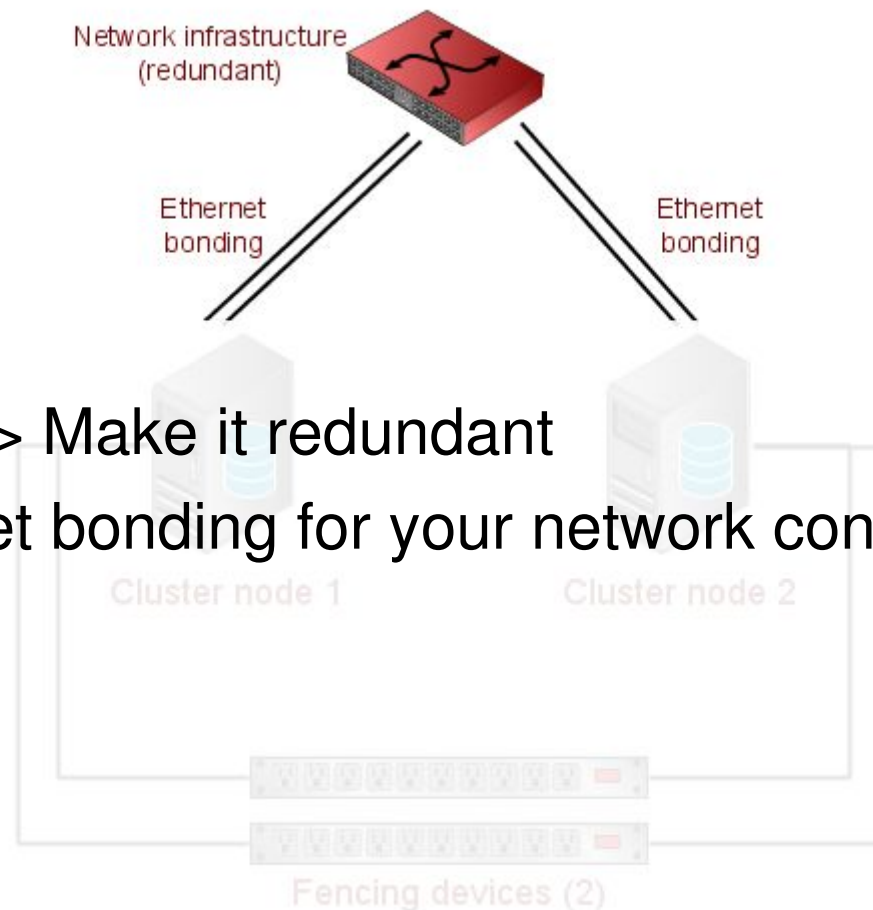 Network infrastructure
(redundant)
Ethernet
bonding
Ethernet
bonding
> Make it redundant
et bonding for your network con
Cluster node 1
Cluster node 2
Fencing devices (2)